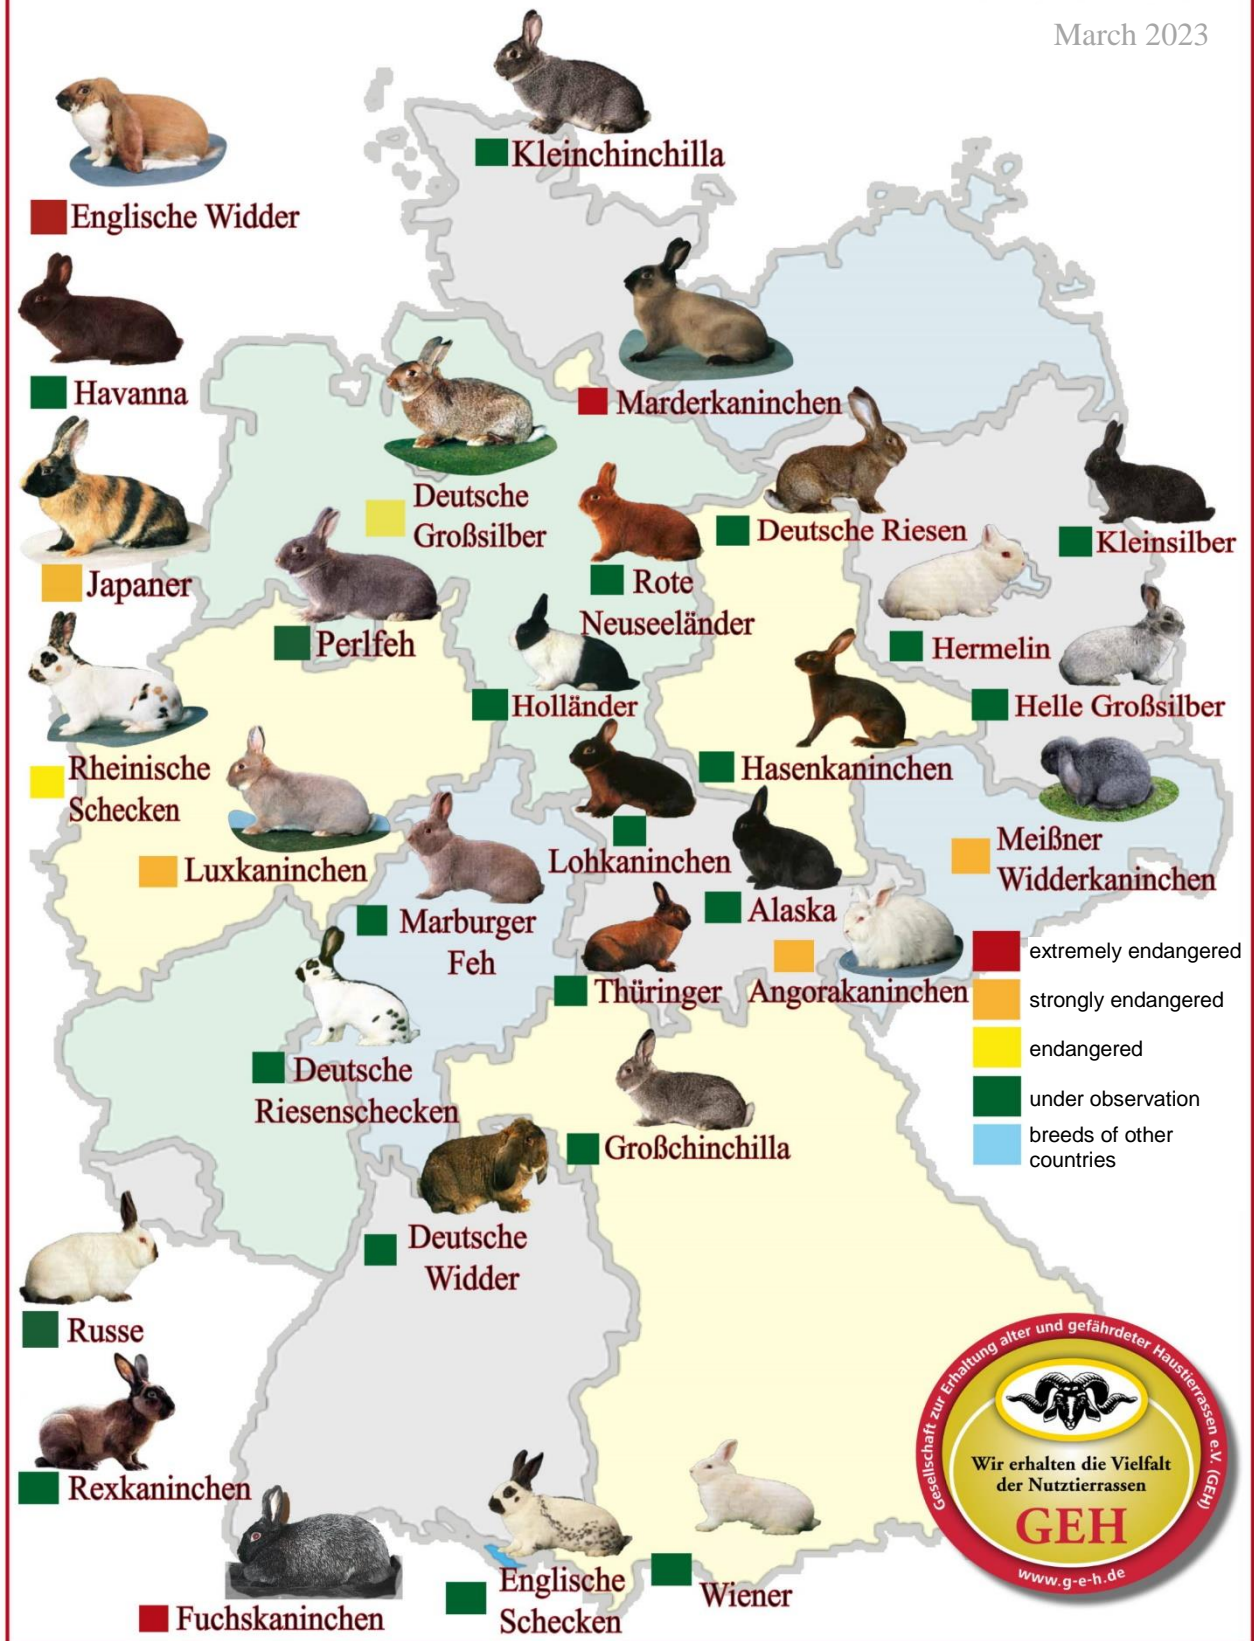 March 2023
Kleinchinchilla
Englische Widder
Havanna
Marderkaninchen
Deutsche
Großsilber
Deutsche Riesen
Kleinsilber
Japaner
Rote
Neuseeländer
Perlfeh
Hermelin
Holländer
Helle Großsilber
Rheinische
Schecken
Hasenkaninchen
Luxkaninchen
Lohkaninchen
Meißner
Widderkaninchen
Marburger
Feh
Alaska
Thüringer
Angorakaninchen
extremely endangered
strongly endangered
endangered
under observation
breeds of other
countries
Deutsche
Riesenschecken
Großchinchilla
Deutsche
Widder
Russe
Rexkaninchen
Fuchskaninchen
Englische
Schecken
Wiener
Gesellschaft zur Erhaltung alter und gefährdeter Haustierrassen e.V. (GEH)
Wir erhalten die Vielfalt
der Nutztierrassen
GEH
www.g-e-h.de